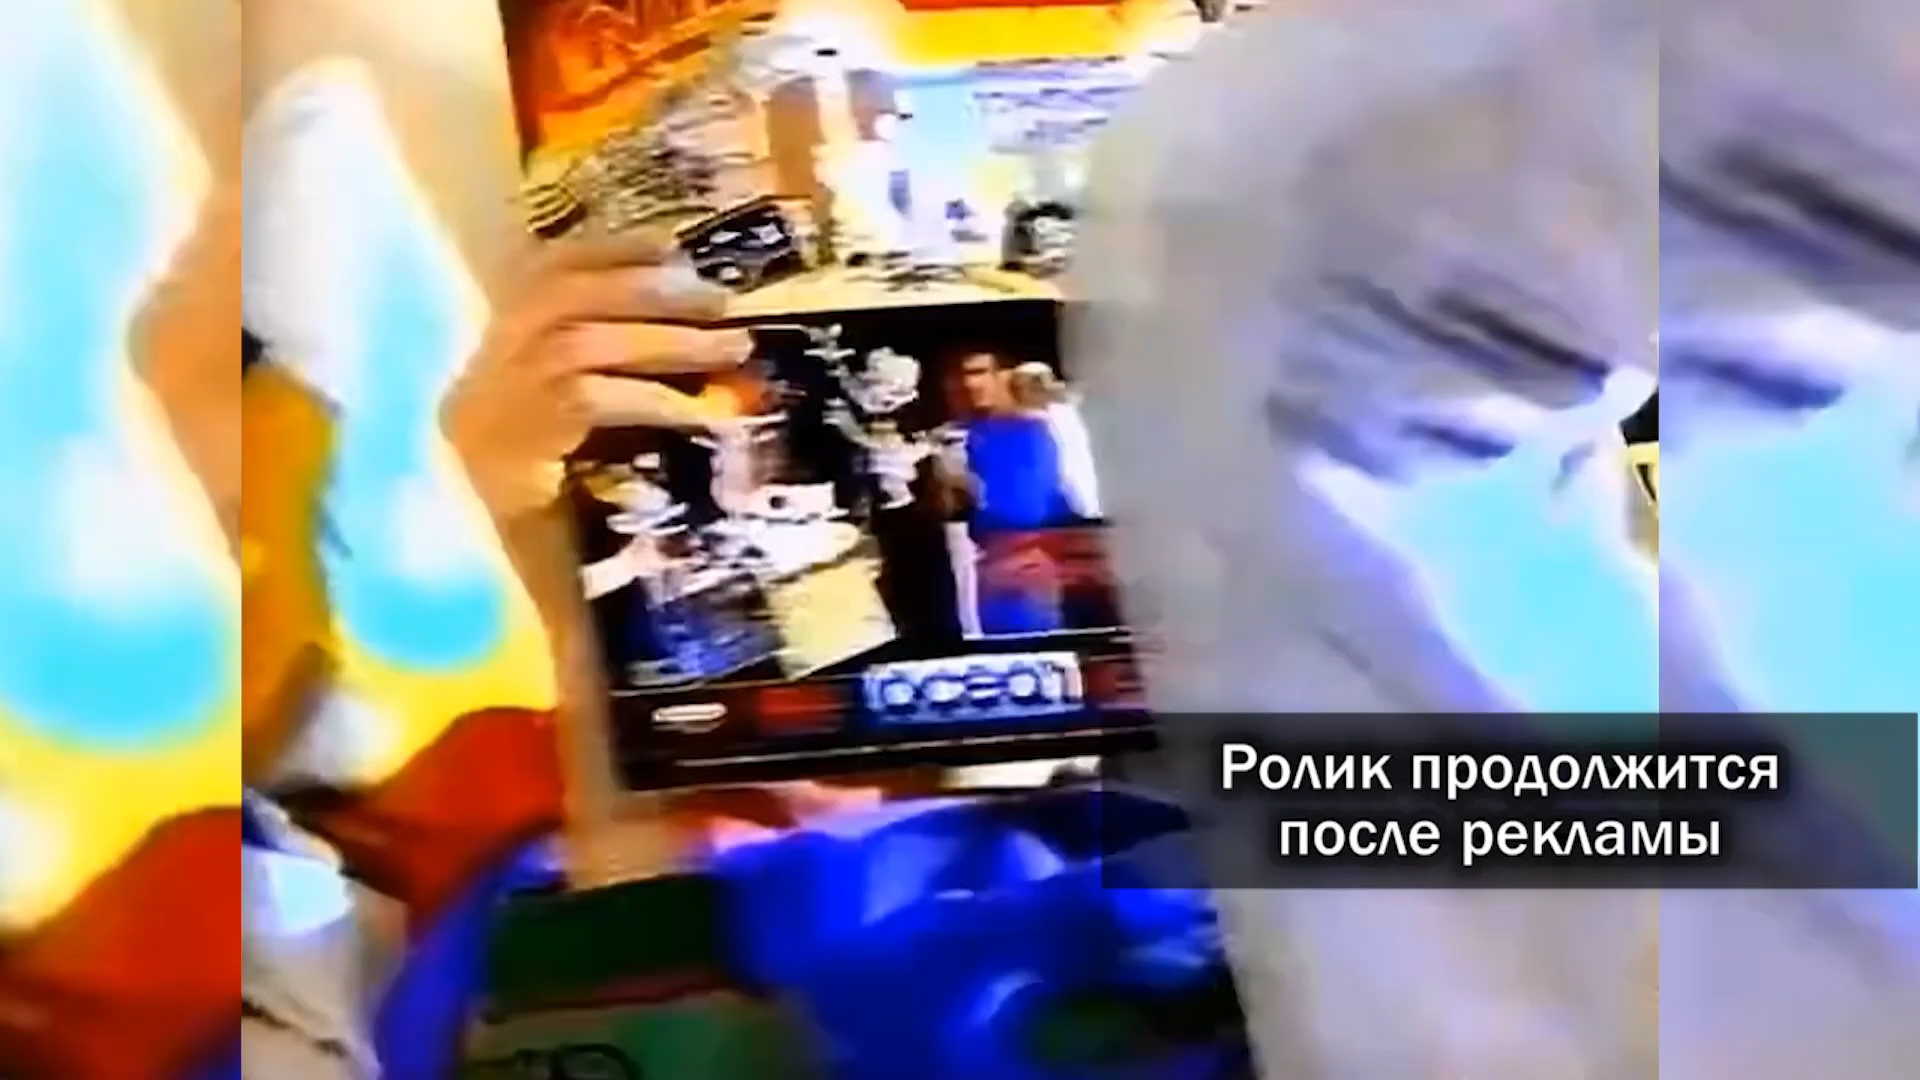 Ролик продолжится
после рекламы